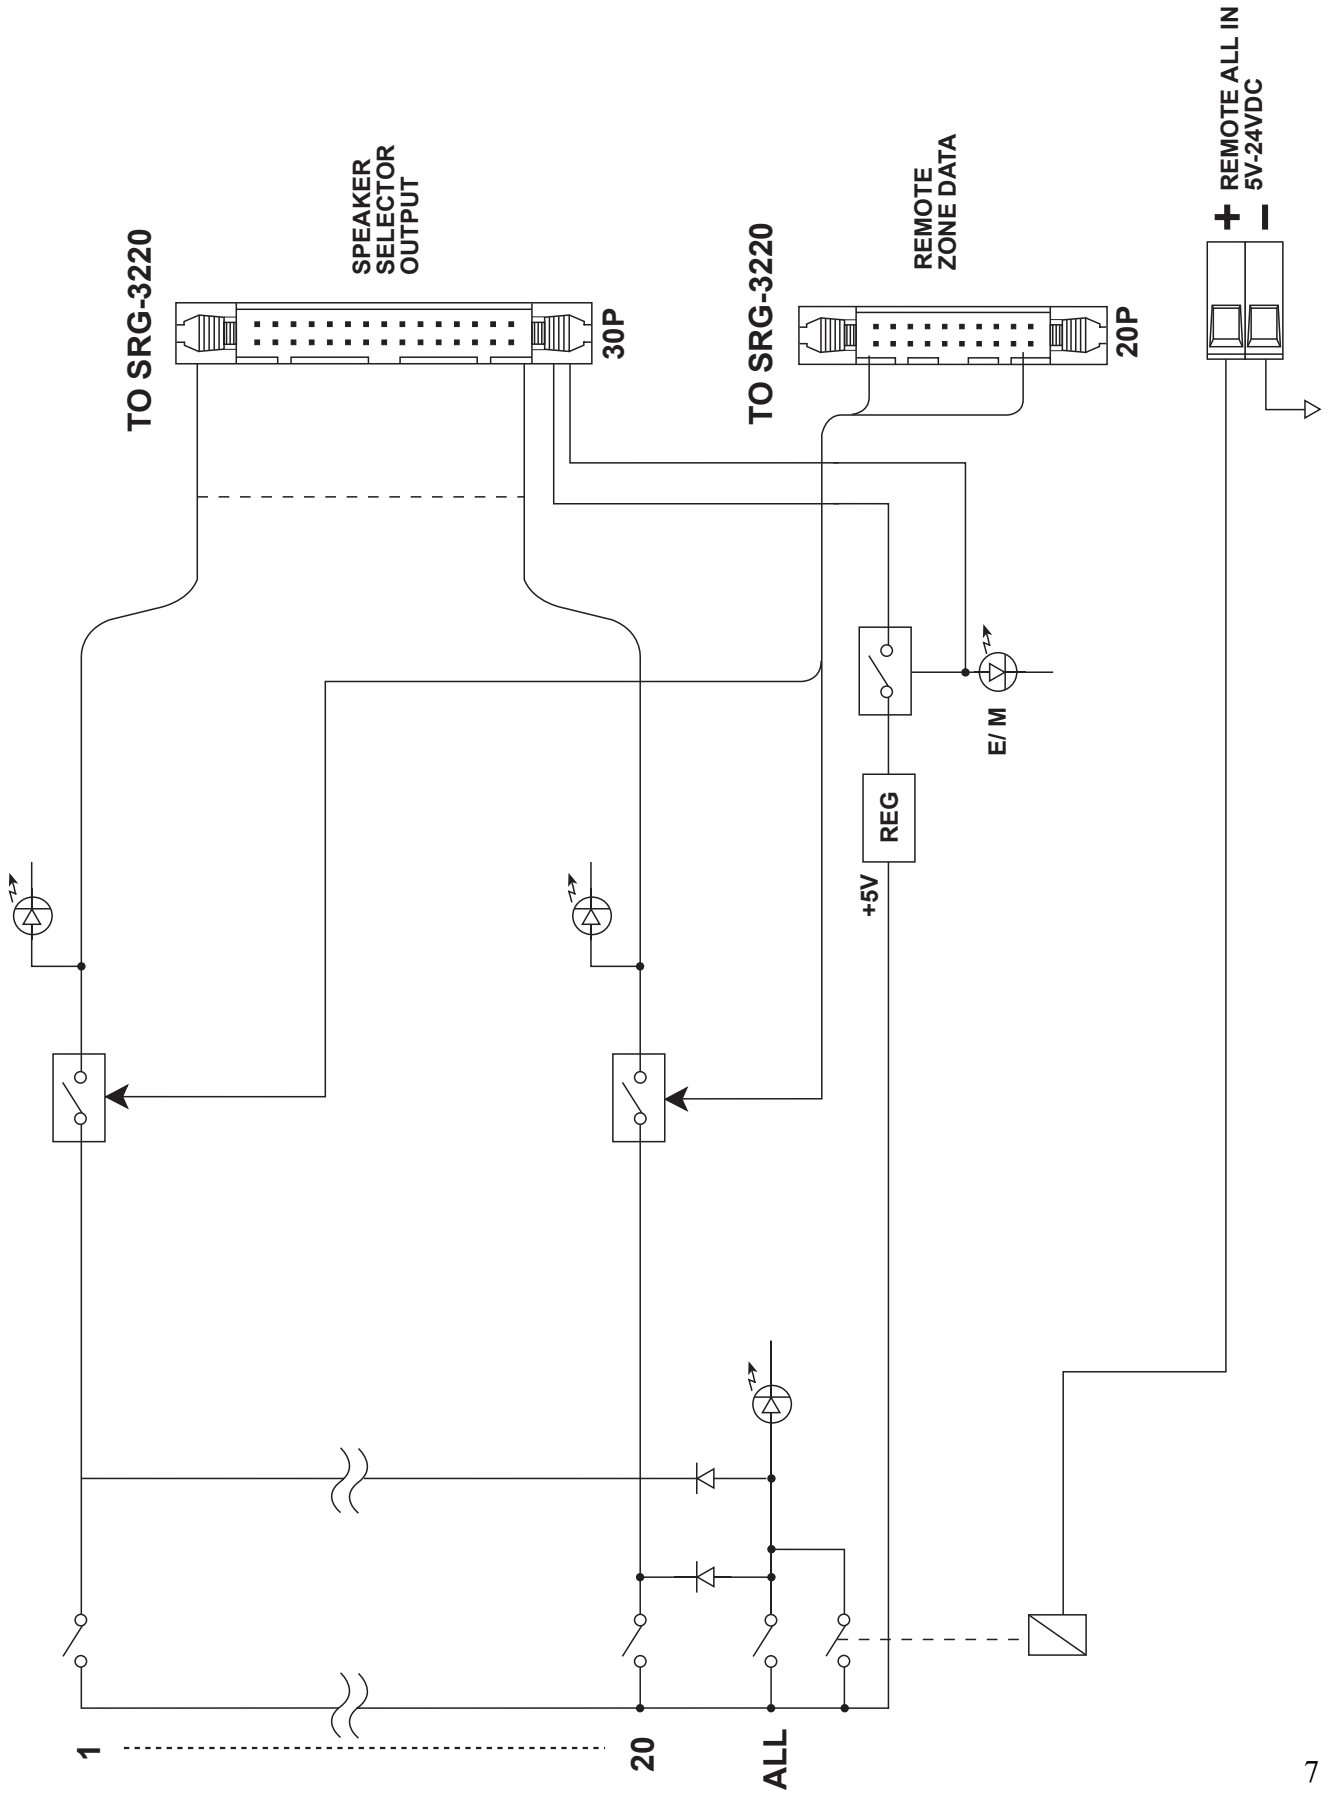 TO SRG-3220
SPEAKER
SELECTOR
OUTPUT
30P
TO SRG-3220
REMOTE
ZONE DATA
20P
+ REMOTE ALL IN
− 5V-24VDC
E/ M
REG
+5V
1
20
ALL
7